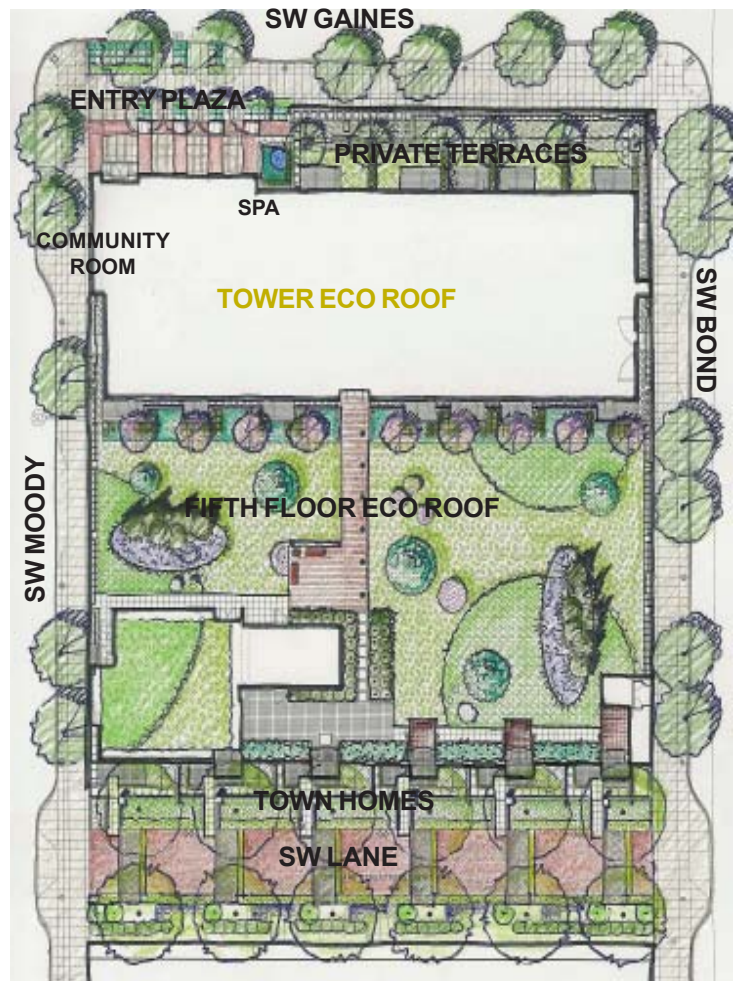 SW GAINES
ENTRY PLAZA
PRIVATE TERRACES
SPA
COMMUNITY
ROOM
TOWER ECO ROOF
SW BOND
SW MOODY
FIFTH FLOOR ECO ROOF
TOWN HOMES
SW LANE